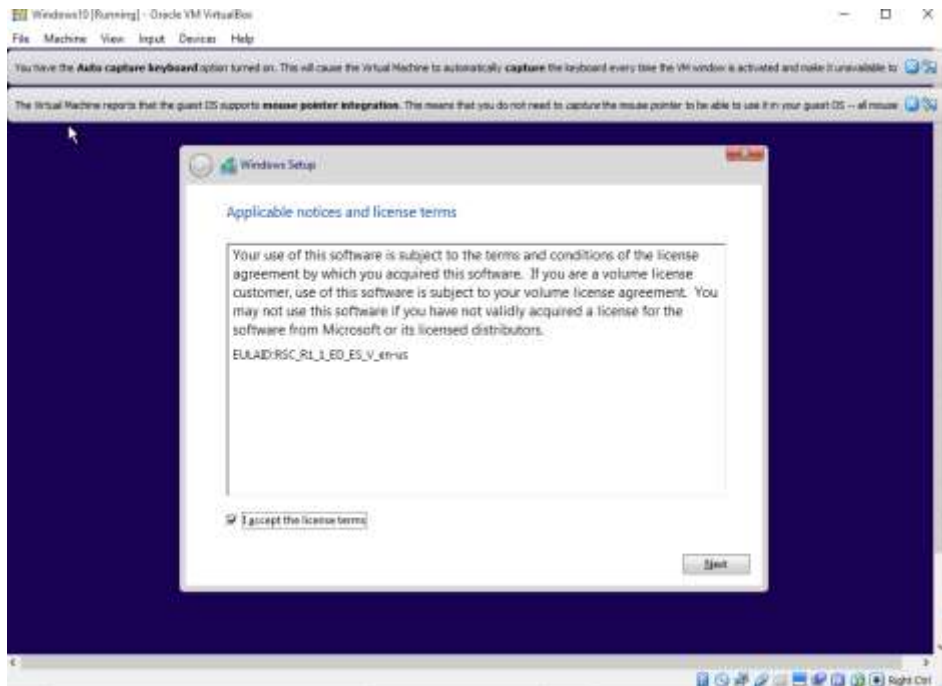 Windows10 [Running] - Oracle VM VirtualBox
File Machine View Input Devices Help
You have the Auto capture keyboard option turned on. This will cause the Virtual Machine to automatically capture the keyboard every time the VM window is activated and make it unavailable to
The Virtual Machine reports that the guest OS supports mouse pointer integration. This means that you do not need to capture the mouse pointer to be able to use it in your guest OS -- all mouse
Windows Setup
Applicable notices and license terms
Your use of this software is subject to the terms and conditions of the license
agreement by which you acquired this software. If you are a volume license
customer, use of this software is subject to your volume license agreement. You
may not use this software if you have not validly acquired a license for the
software from Microsoft or its licensed distributors.
EULAID:RSC_R1_1_ED_ES_V_en-us
I accept the license terms
Next
Right Ctrl